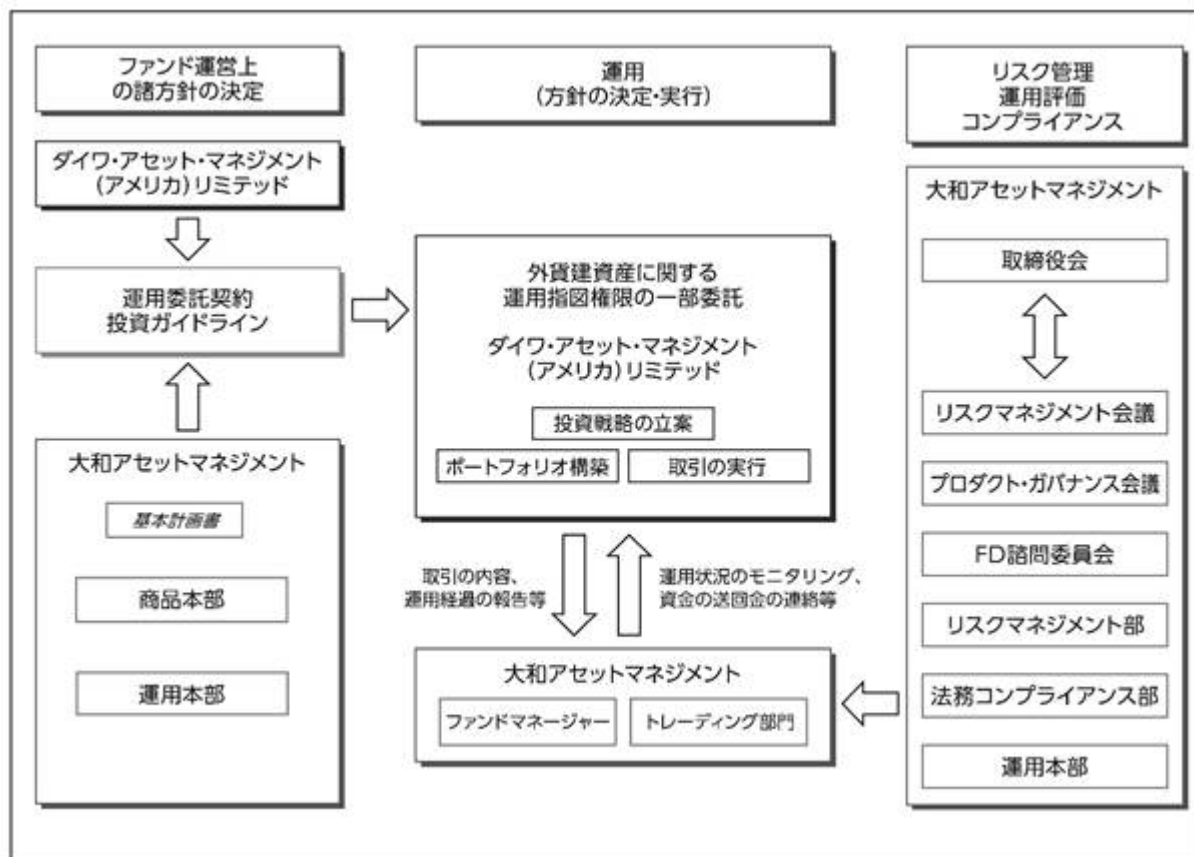 ファンド運営上
の諸方針の決定
ダイワ・アセット・マネジメント
(アメリカ)リミテッド
運用委託契約
投資ガイドライン
大和アセットマネジメント
基本計画書
商品本部
運用本部
運用
(方針の決定・実行)
外貨建資産に関する
運用指図権限の一部委託
ダイワ・アセット・マネジメント
(アメリカ)リミテッド
投資戦略の立案
ポートフォリオ構築
取引の実行
取引の内容、
運用経過の報告等
運用状況のモニタリング、
資金の送回金の連絡等
大和アセットマネジメント
ファンドマネージャー
トレーディング部門
リスク管理
運用評価
コンプライアンス
大和アセットマネジメント
取締役会
リスクマネジメント会議
プロダクト・ガバナンス会議
FD諮問委員会
リスクマネジメント部
法務コンプライアンス部
運用本部